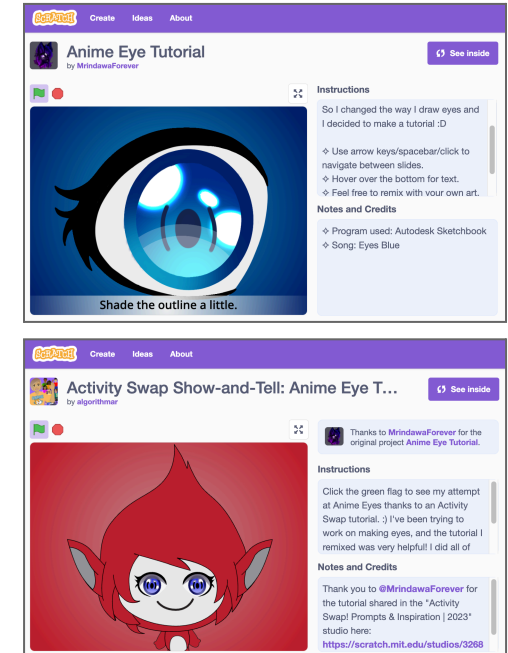 SCRATCH Create Ideas About
Anime Eye Tutorial
by MrindawaForever
See inside
Instructions
So I changed the way I draw eyes and
I decided to make a tutorial :D
✧ Use arrow keys/spacebar/click to
navigate between slides.
✧ Hover over the bottom for text.
✧ Feel free to remix with your own art.
Notes and Credits
✧ Program used: Autodesk Sketchbook
✧ Song: Eyes Blue
Shade the outline a little.
SCRATCH Create Ideas About
Activity Swap Show-and-Tell: Anime Eye T...
by algorithmar
See inside
Thanks to MrindawaForever for the
original project Anime Eye Tutorial.
Instructions
Click the green flag to see my attempt
at Anime Eyes thanks to an Activity
Swap tutorial. :) I've been trying to
work on making eyes, and the tutorial I
remixed was very helpful! I did all of
Notes and Credits
Thank you to @MrindawaForever for
the tutorial shared in the "Activity
Swap! Prompts & Inspiration | 2023"
studio here:
https://scratch.mit.edu/studios/3268